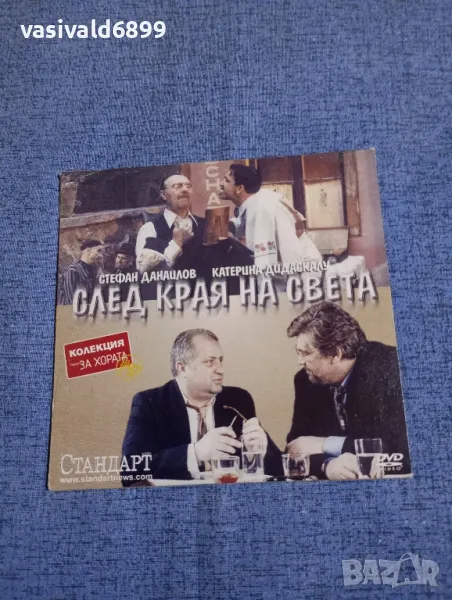 vasivald6899
СТЕФАН ДАНАИЛОВ КАТЕРИНА ДИДАСКАЛУ
СЛЕД КРАЯ НА СВЕТА
КОЛЕКЦИЯ
ЗА ХОРАТА
СТАНДАРТ
www.standartnews.com
DVD
VIDEO
BAZAR